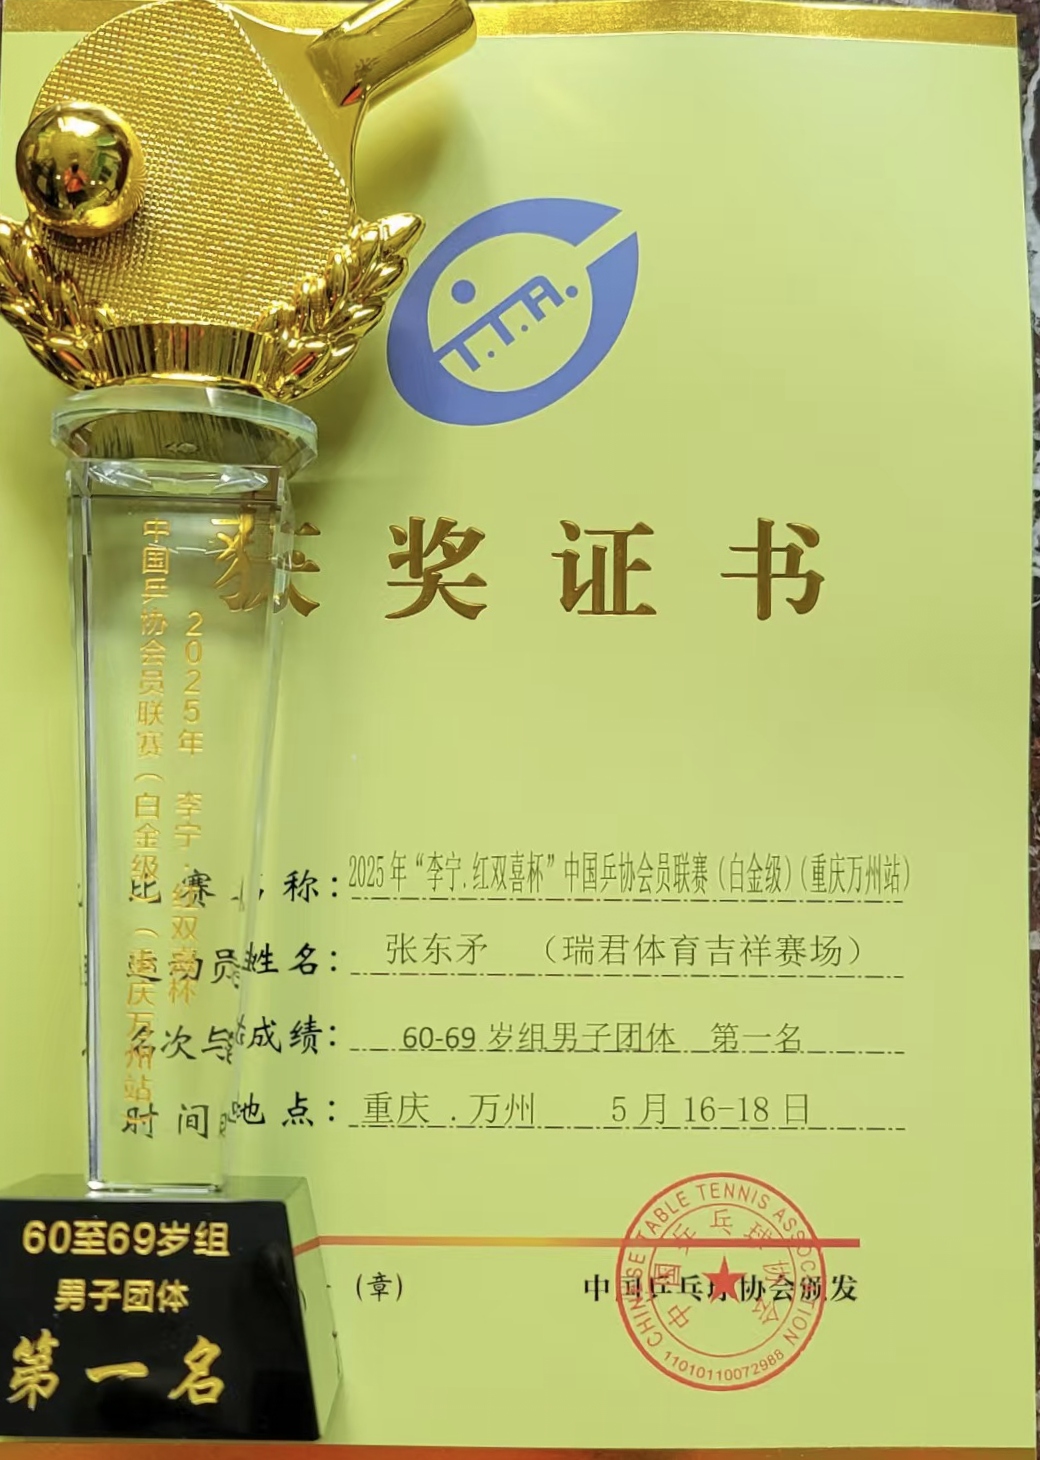 T.T.A.
获奖证书
2025年 李宁·红双喜杯
中国乒协会员联赛（白金级）（重庆万州站）
比赛名称：2025年“李宁.红双喜杯”中国乒协会员联赛（白金级）（重庆万州站）
运动员姓名：张东矛 （瑞君体育吉祥赛场）
名次与成绩：60-69岁组男子团体 第一名
时间地点：重庆．万州 5月16-18日
（章） 中国乒乓球协会颁发
CHINESE TABLE TENNIS ASSOCIATION
中国乒乓球协会
11010110072988
60至69岁组
男子团体
第一名